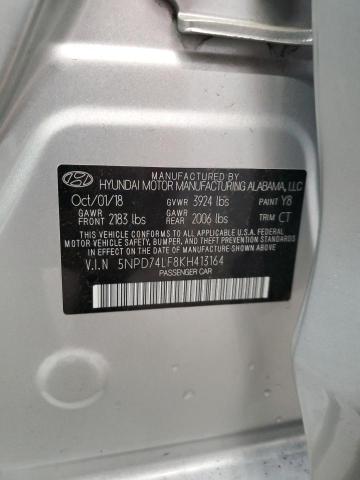 MANUFACTURED BY
HYUNDAI MOTOR MANUFACTURING ALABAMA, LLC
Oct/01/18 GVWR 3924 lbs PAINT Y8
GAWR FRONT 2183 lbs GAWR REAR 2006 lbs TRIM CT
THIS VEHICLE CONFORMS TO ALL APPLICABLE U.S.A. FEDERAL
MOTOR VEHICLE SAFETY, BUMPER, AND THEFT PREVENTION
STANDARDS IN EFFECT ON THE DATE OF MANUFACTURE SHOWN ABOVE.
V.I.N 5NPD74LF8KH413164
PASSENGER CAR